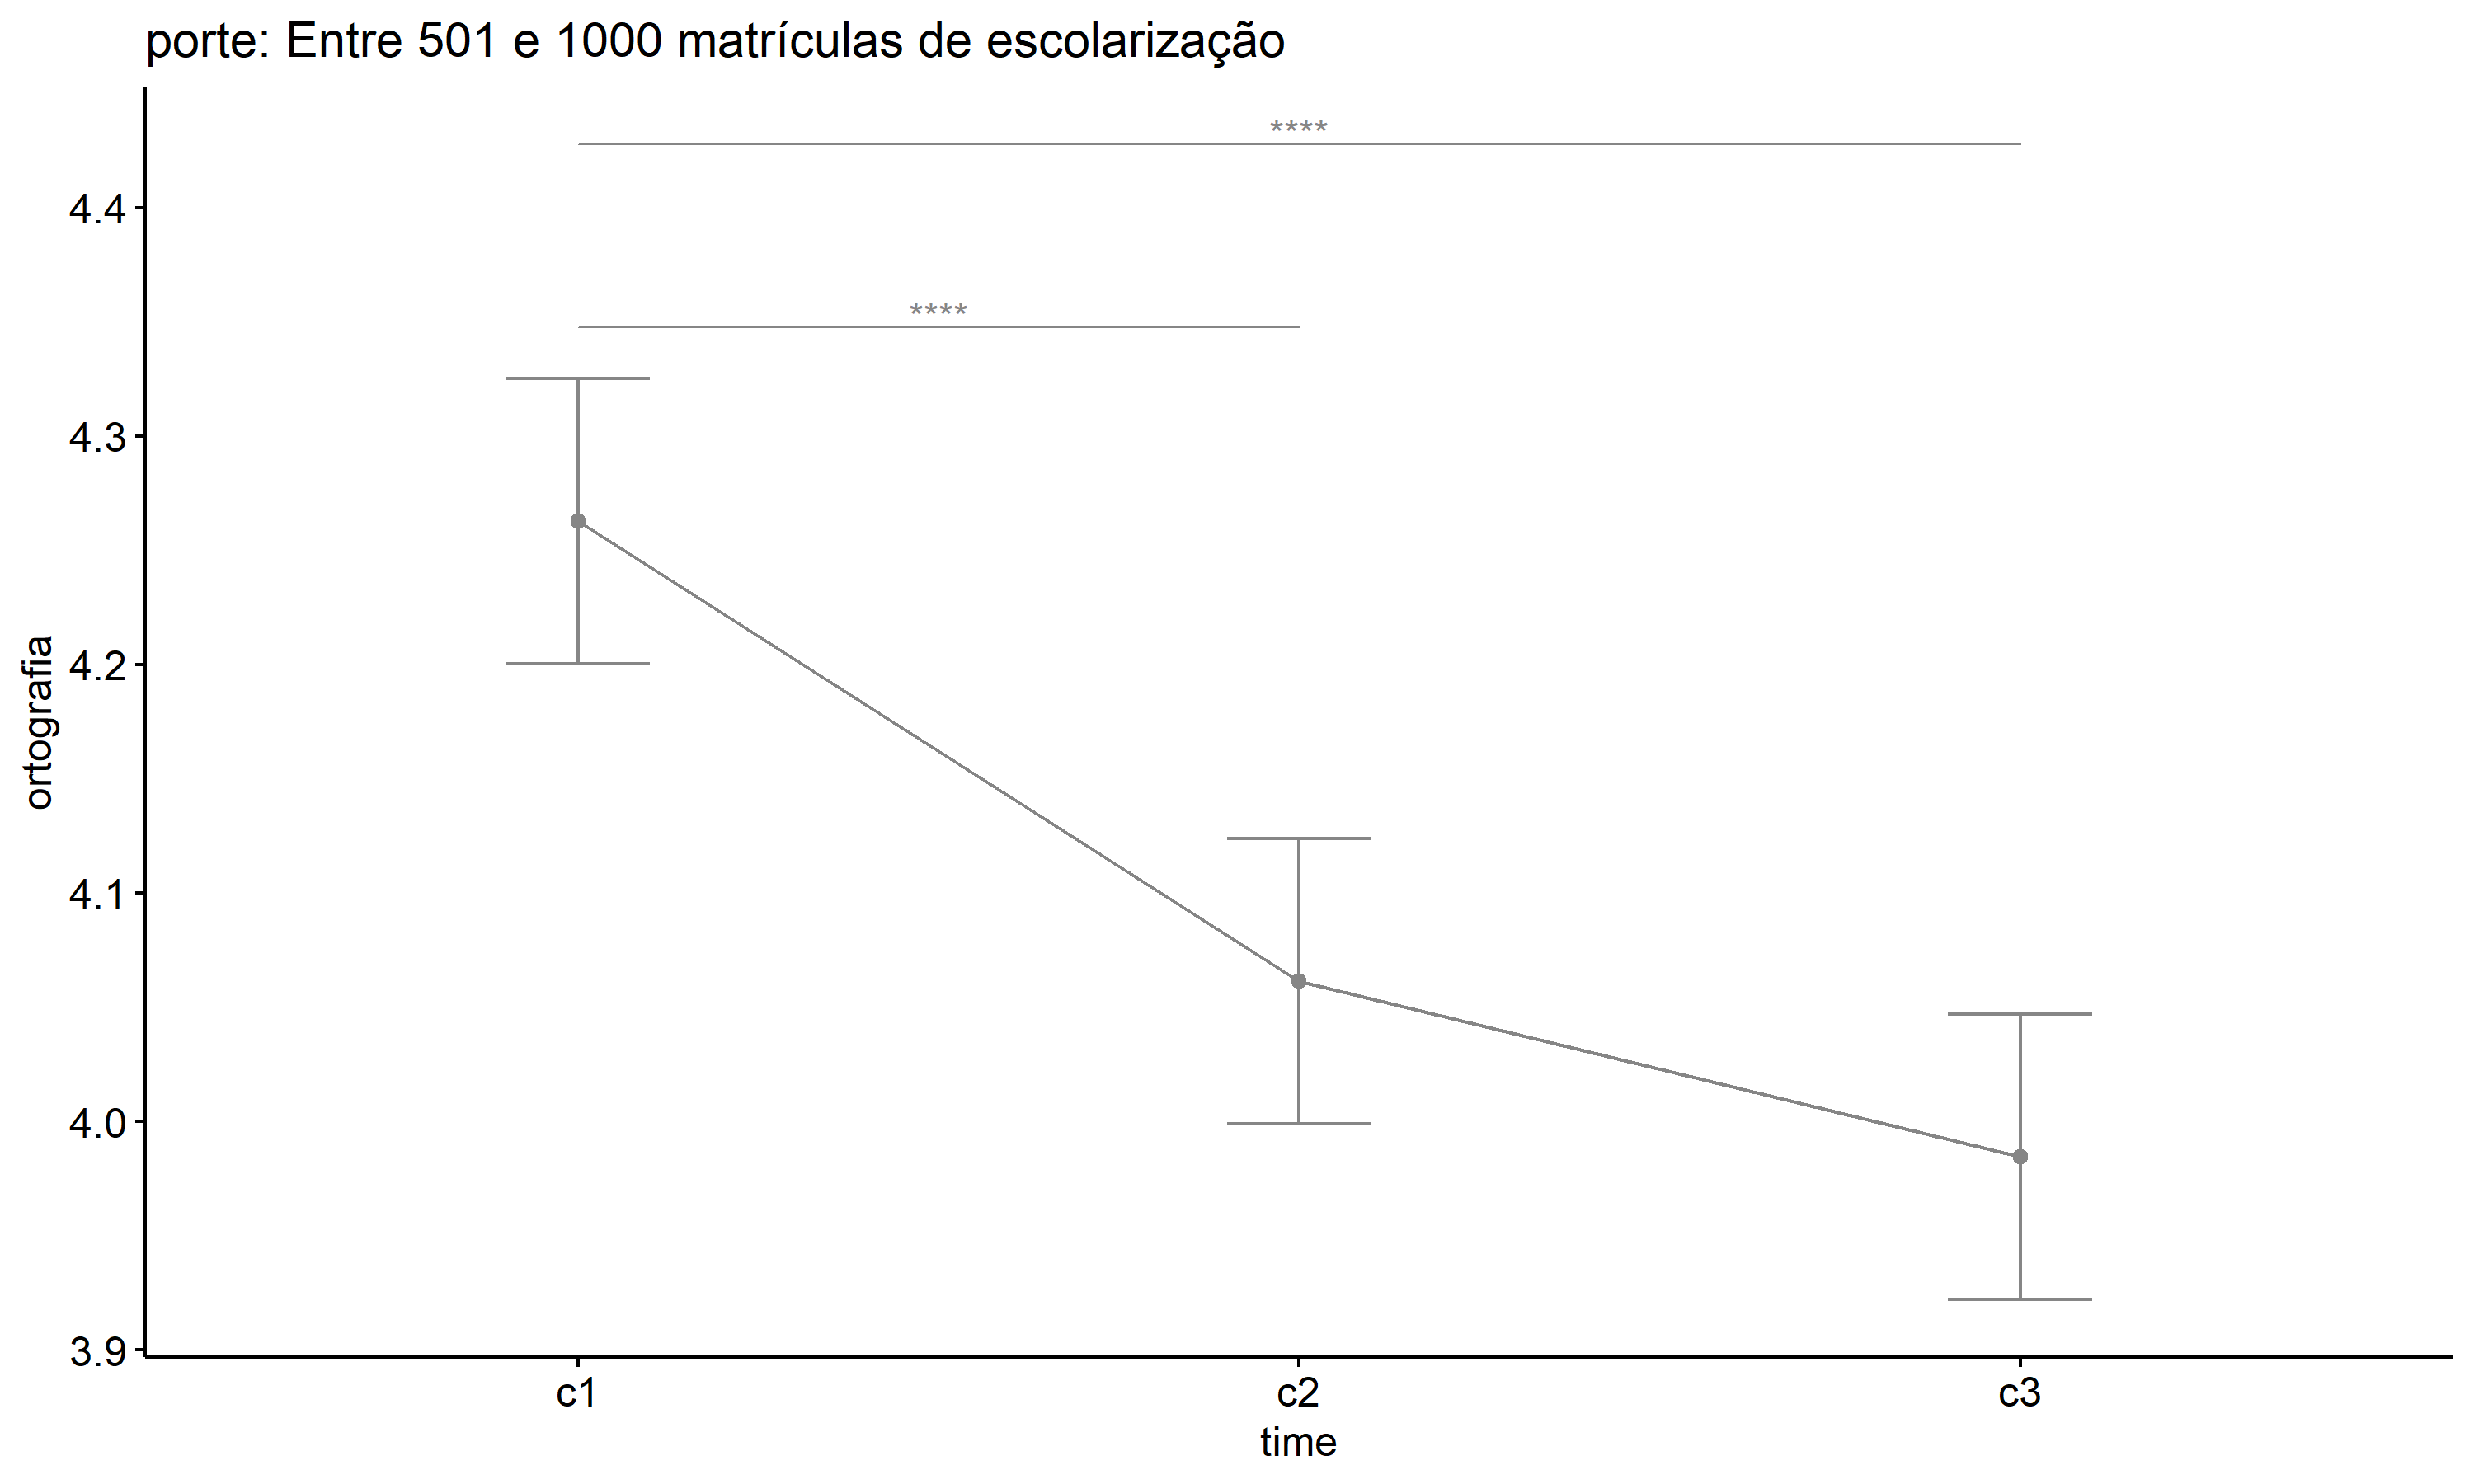 porte: Entre 501 e 1000 matrículas de escolarização
****
4.4
****
4.3
4.2
ortografia
4.1
4.0
3.9
c1 c2 c3
time